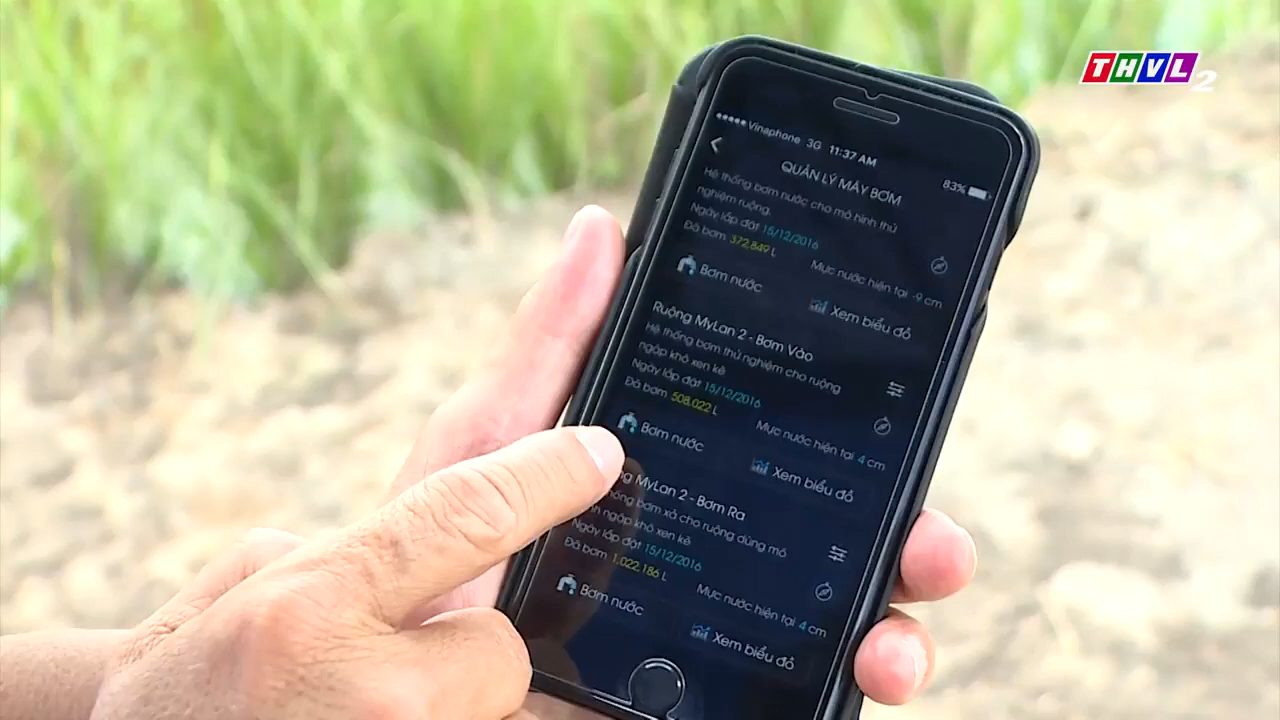 THVL 2
Vinaphone 3G 11:37 AM 83%
QUẢN LÝ MÁY BƠM
Hệ thống bơm nước cho mô hình thử
nghiệm ruộng.
Ngày lắp đặt 15/12/2016
Đã bơm 372,849 L
Mực nước hiện tại -9 cm
Bơm nước
Xem biểu đồ
Ruộng MyLan 2 - Bơm Vào
Hệ thống bơm thử nghiệm cho ruộng
ngập khô xen kẽ
Ngày lắp đặt 15/12/2016
Đã bơm 508,022 L
Mực nước hiện tại 4 cm
Bơm nước
Xem biểu đồ
MyLan 2 - Bơm Ra
thống bơm xả cho ruộng dùng mô
ngập khô xen kẽ
Ngày lắp đặt 15/12/2016
Đã bơm 1,022,186 L
Mực nước hiện tại 4 cm
Bơm nước
Xem biểu đồ